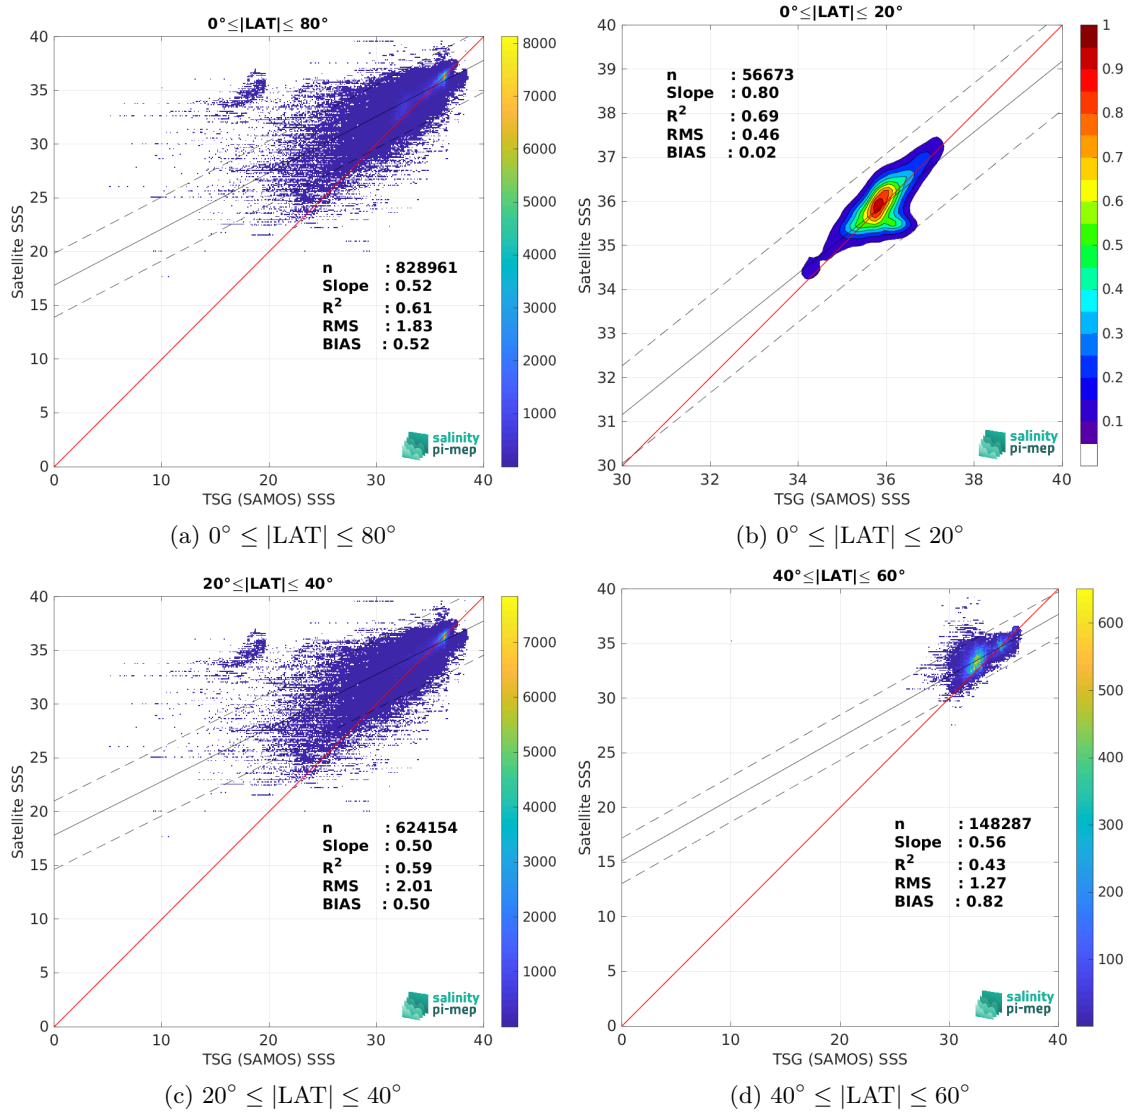 0°≤|LAT|≤ 80°
40
35
30
25
20
15
10
5
0
Satellite SSS
n : 828961
Slope : 0.52
R² : 0.61
RMS : 1.83
BIAS : 0.52
salinity
pi-mep
0 10 20 30 40
TSG (SAMOS) SSS
8000
7000
6000
5000
4000
3000
2000
1000
(a) 0° ≤ |LAT| ≤ 80°
0°≤|LAT|≤ 20°
40
39
38
37
36
35
34
33
32
31
30
Satellite SSS
n : 56673
Slope : 0.80
R² : 0.69
RMS : 0.46
BIAS : 0.02
salinity
pi-mep
30 32 34 36 38 40
TSG (SAMOS) SSS
1
0.9
0.8
0.7
0.6
0.5
0.4
0.3
0.2
0.1
(b) 0° ≤ |LAT| ≤ 20°
20°≤|LAT|≤ 40°
40
35
30
25
20
15
10
5
0
Satellite SSS
n : 624154
Slope : 0.50
R² : 0.59
RMS : 2.01
BIAS : 0.50
salinity
pi-mep
0 10 20 30 40
TSG (SAMOS) SSS
7000
6000
5000
4000
3000
2000
1000
(c) 20° ≤ |LAT| ≤ 40°
40°≤|LAT|≤ 60°
40
35
30
25
20
15
10
5
0
Satellite SSS
n : 148287
Slope : 0.56
R² : 0.43
RMS : 1.27
BIAS : 0.82
salinity
pi-mep
0 10 20 30 40
TSG (SAMOS) SSS
600
500
400
300
200
100
(d) 40° ≤ |LAT| ≤ 60°